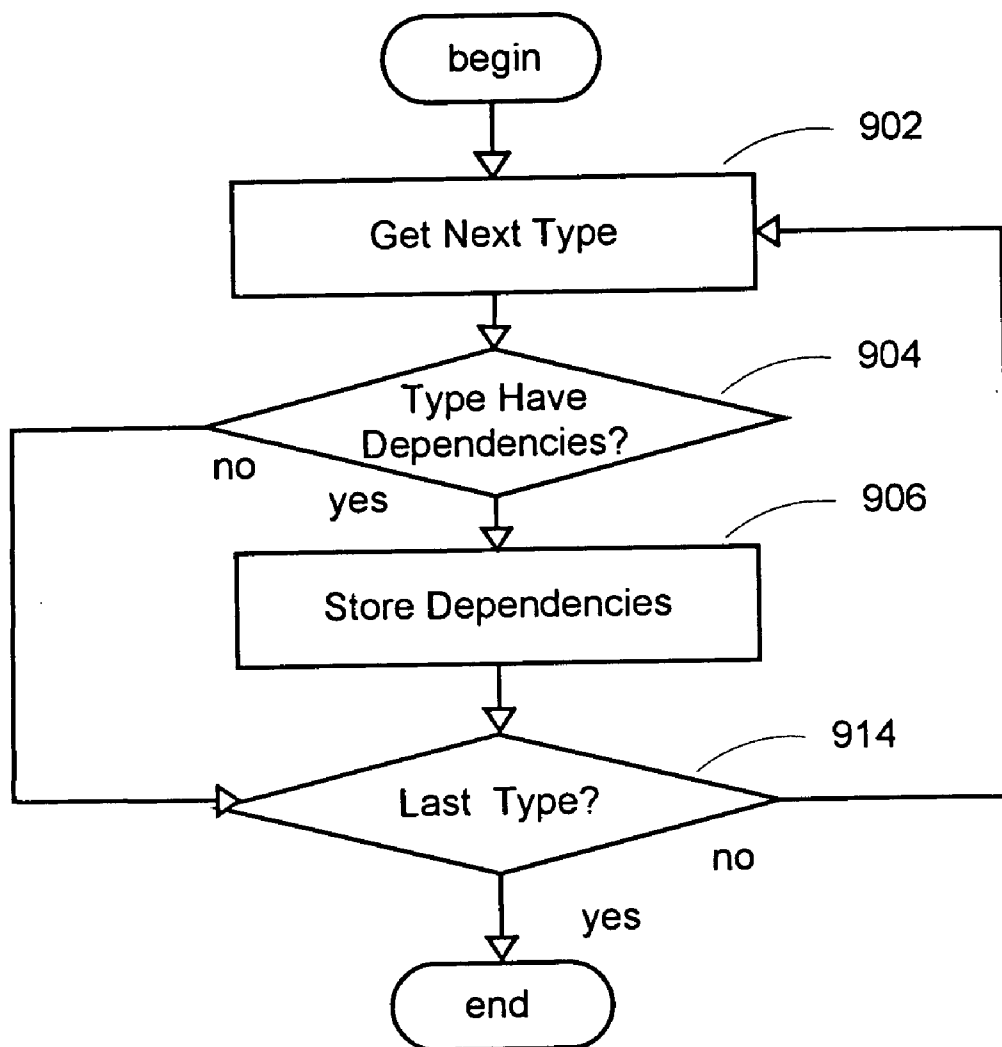 begin
902
Get Next Type
904
Type Have
Dependencies?
no
yes
906
Store Dependencies
914
Last Type?
no
yes
end